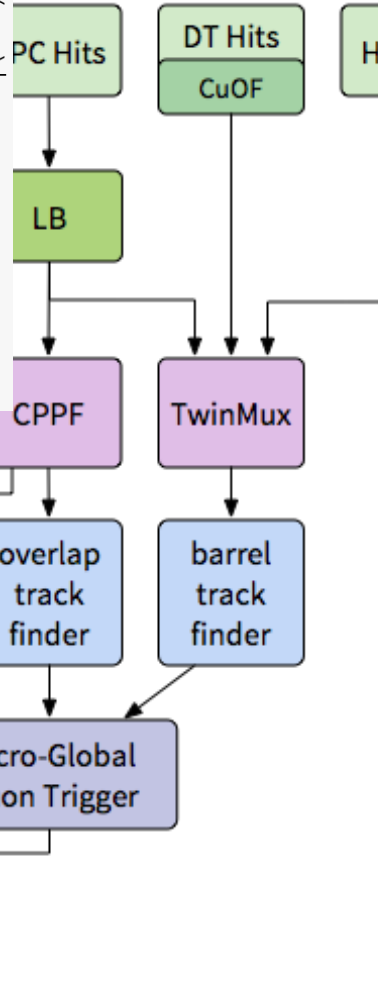 PC Hits
DT Hits
H
CuOF
LB
CPPF
TwinMux
overlap
track
finder
barrel
track
finder
cro-Global
on Trigger